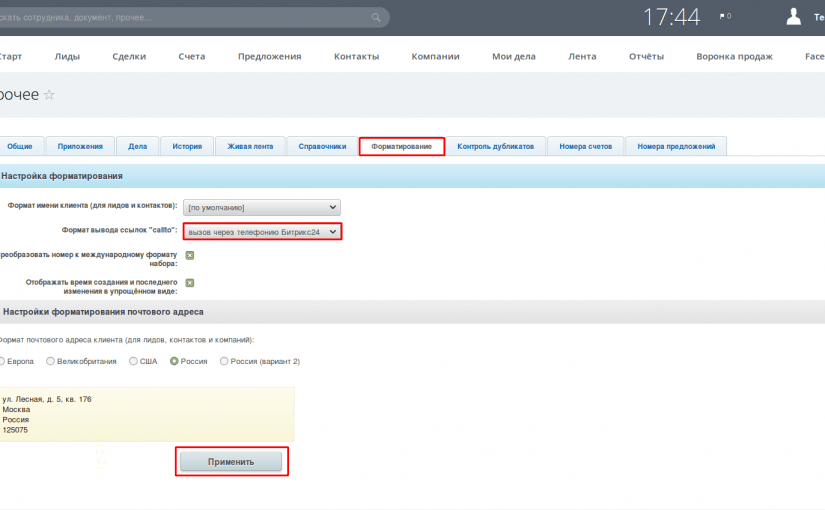 скать сотрудника, документ, прочее...
17:44
0
Те
Старт Лиды Сделки Счета Предложения Контакты Компании Мои дела Лента Отчёты Воронка продаж Face
рочее
Общие Приложения Дела История Живая лента Справочники Форматирование Контроль дубликатов Номера счетов Номера предложений
Настройка форматирования
Формат имени клиента (для лидов и контактов): [по умолчанию]
Формат вывода ссылок "callto": вызов через телефонию Битрикс24
реобразовать номер к международному формату
набора:
Отображать время создания и последнего
изменения в упрощённом виде:
Настройки форматирования почтового адреса
Формат почтового адреса клиента (для лидов, контактов и компаний):
Европа Великобритания США Россия Россия (вариант 2)
ул. Лесная, д. 5, кв. 176
Москва
Россия
125075
Применить